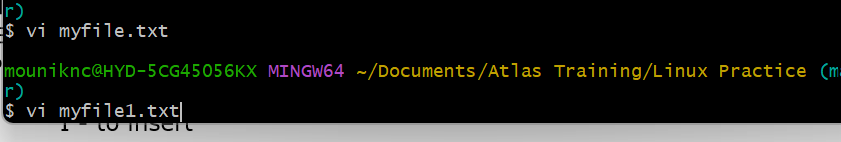 r)
$ vi myfile.txt
mouniknc@HYD-5CG45056KX MINGW64 ~/Documents/Atlas Training/Linux Practice (ma
r)
$ vi myfile1.txt
I - to insert